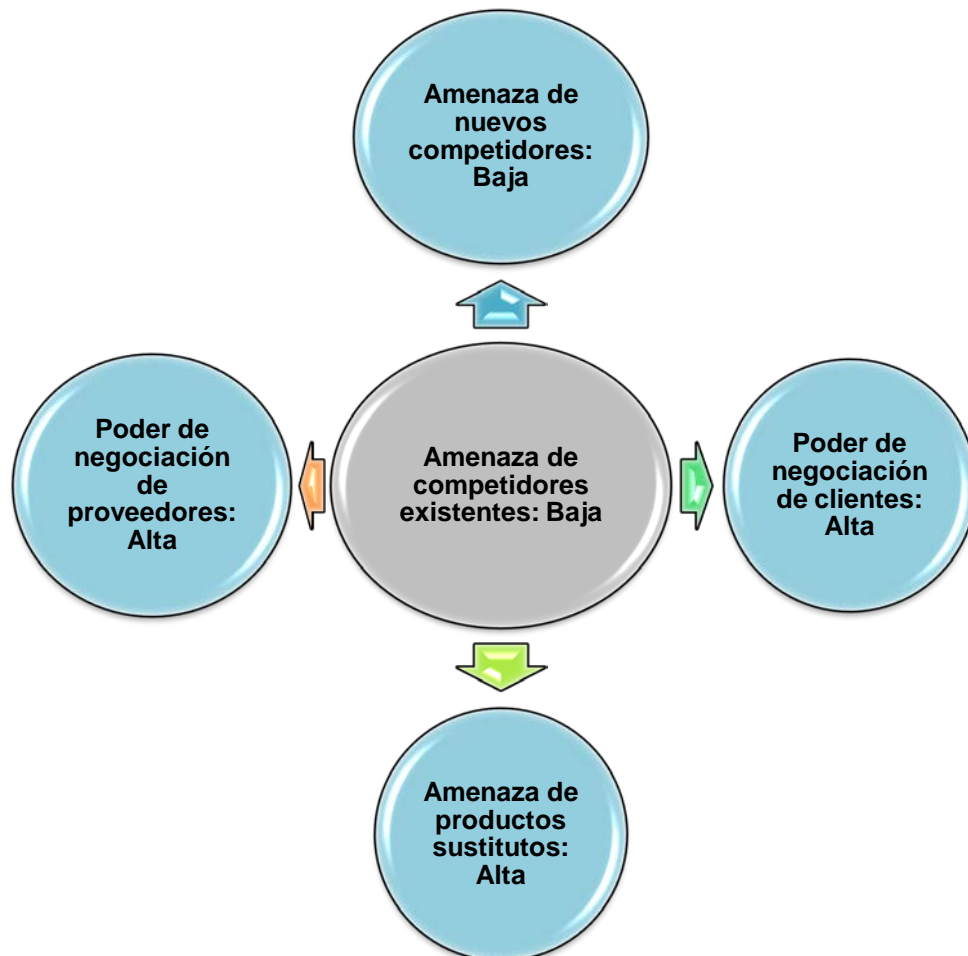 Amenaza de
nuevos
competidores:
Baja
Poder de
negociación
de
proveedores:
Alta
Amenaza de
competidores
existentes: Baja
Poder de
negociación
de clientes:
Alta
Amenaza de
productos
sustitutos:
Alta